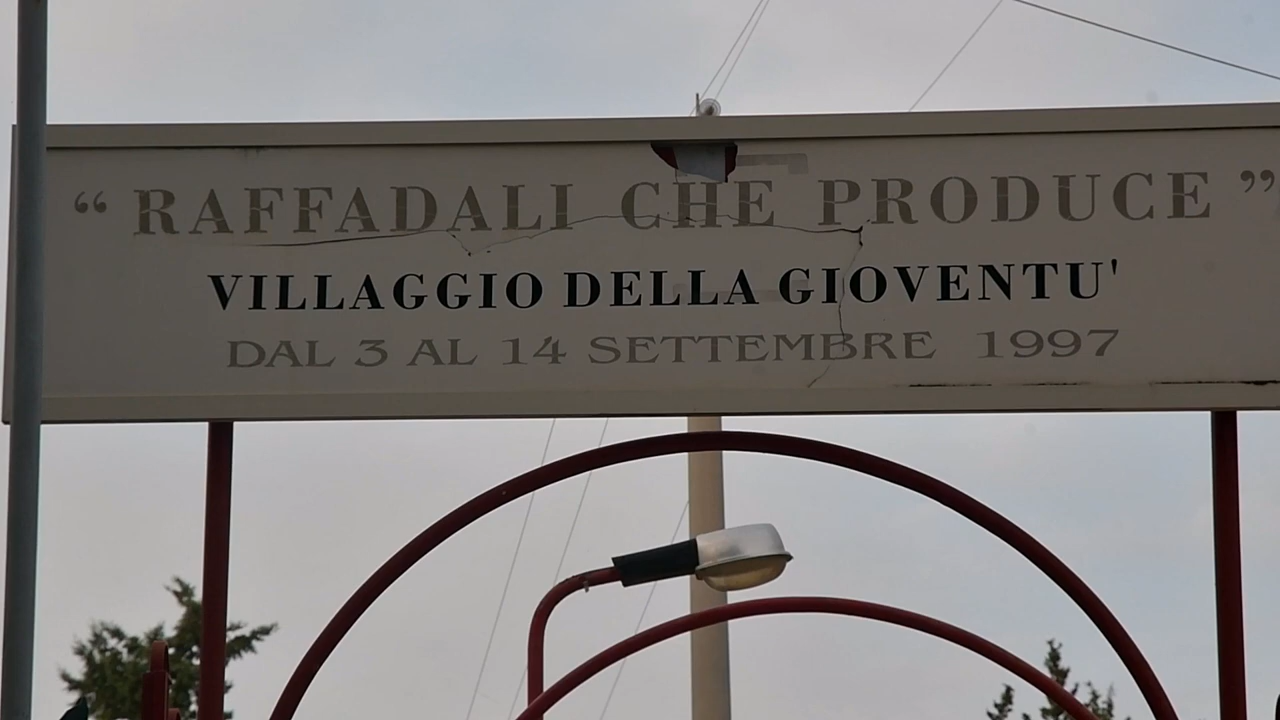 “ RAFFADALI CHE PRODUCE ”
VILLAGGIO DELLA GIOVENTU'
DAL 3 AL 14 SETTEMBRE 1997